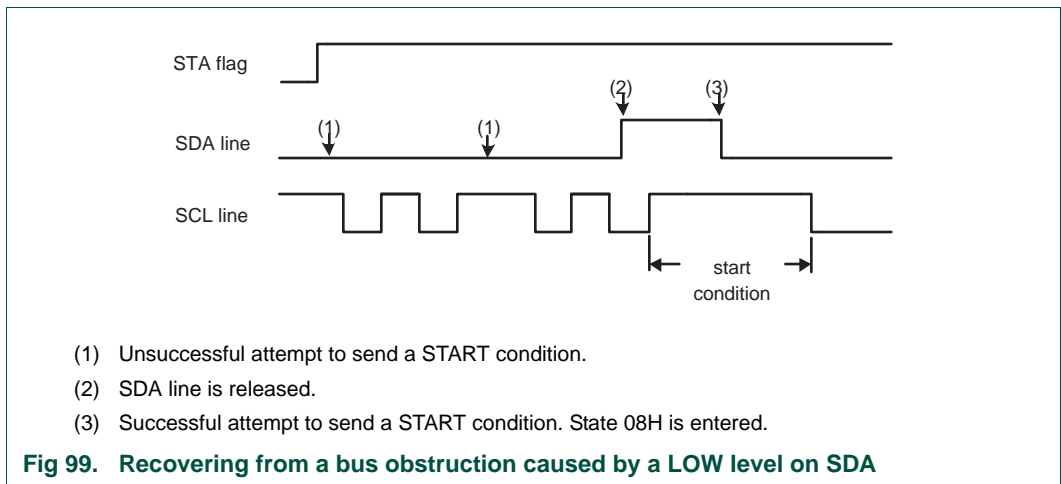 STA flag
(2) (3)
(1) (1)
SDA line
SCL line
start
condition
(1) Unsuccessful attempt to send a START condition.
(2) SDA line is released.
(3) Successful attempt to send a START condition. State 08H is entered.
Fig 99. Recovering from a bus obstruction caused by a LOW level on SDA